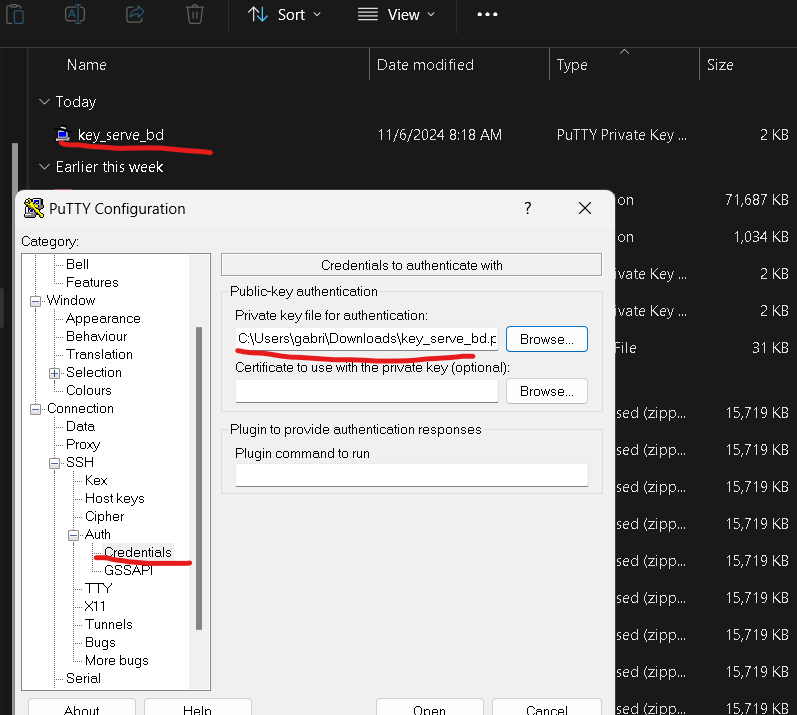 Sort
View
Name
Date modified
Type
Size
Today
key_serve_bd
11/6/2024 8:18 AM
PuTTY Private Key ...
2 KB
Earlier this week
on
71,687 KB
on
1,034 KB
ivate Key ...
2 KB
ivate Key ...
2 KB
File
31 KB
sed (zipp...
15,719 KB
sed (zipp...
15,719 KB
sed (zipp...
15,719 KB
sed (zipp...
15,719 KB
sed (zipp...
15,719 KB
sed (zipp...
15,719 KB
sed (zipp...
15,719 KB
sed (zipp...
15,719 KB
sed (zipp...
15,719 KB
PuTTY Configuration
?
Category:
Bell
Features
Window
Appearance
Behaviour
Translation
Selection
Colours
Connection
Data
Proxy
SSH
Kex
Host keys
Cipher
Auth
Credentials
GSSAPI
TTY
X11
Tunnels
Bugs
More bugs
Serial
Credentials to authenticate with
Public-key authentication
Private key file for authentication:
C:\Users\gabri\Downloads\key_serve_bd.p
Browse...
Certificate to use with the private key (optional):
Browse...
Plugin to provide authentication responses
Plugin command to run
About
Help
Open
Cancel